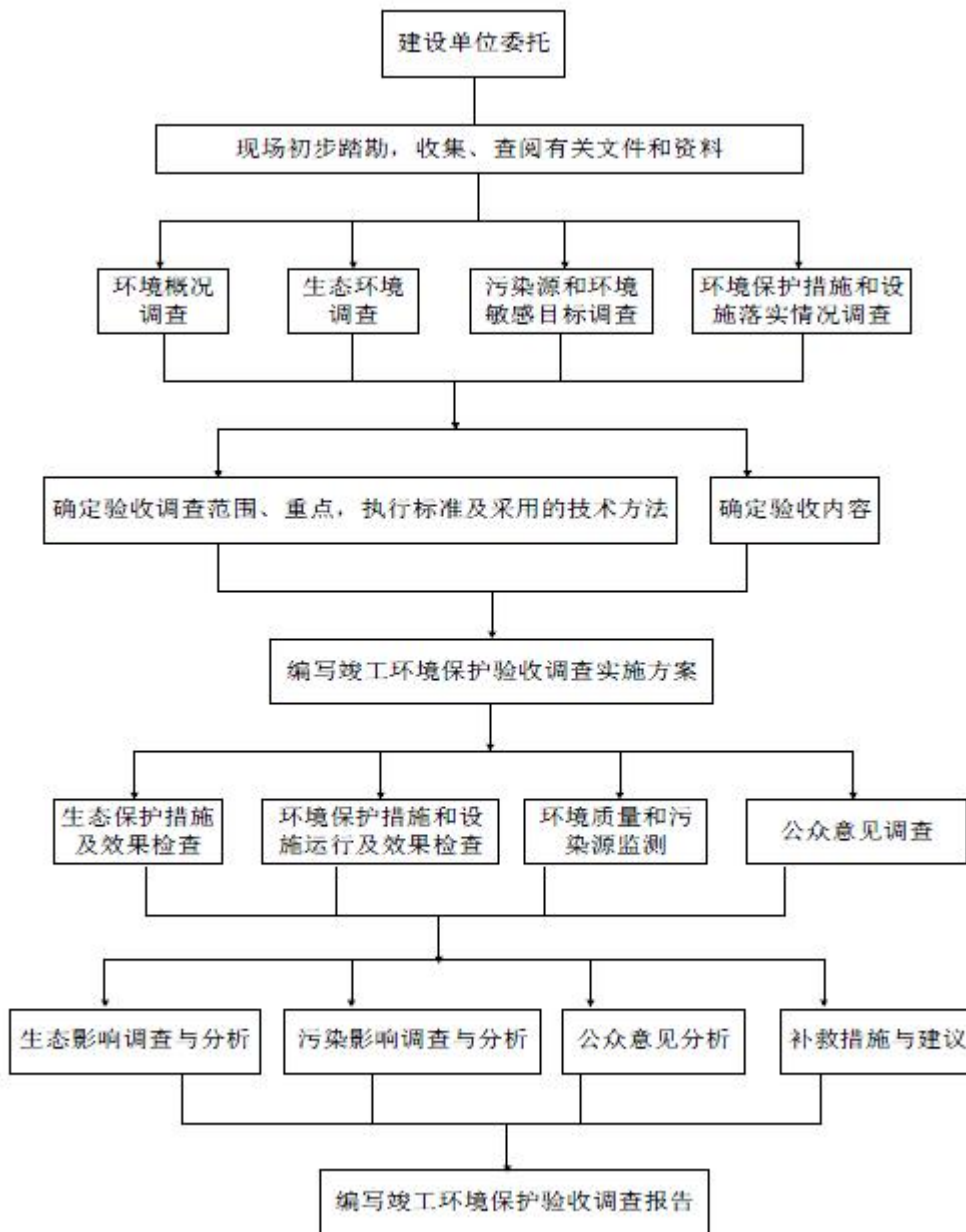 建设单位委托
现场初步踏勘，收集、查阅有关文件和资料
环境概况
调查
生态环境
调查
污染源和环境
敏感目标调查
环境保护措施和设
施落实情况调查
确定验收调查范围、重点，执行标准及采用的技术方法
确定验收内容
编写竣工环境保护验收调查实施方案
生态保护措施
及效果检查
环境保护措施和设
施运行及效果检查
环境质量和污
染源监测
公众意见调查
生态影响调查与分析
污染影响调查与分析
公众意见分析
补救措施与建议
编写竣工环境保护验收调查报告